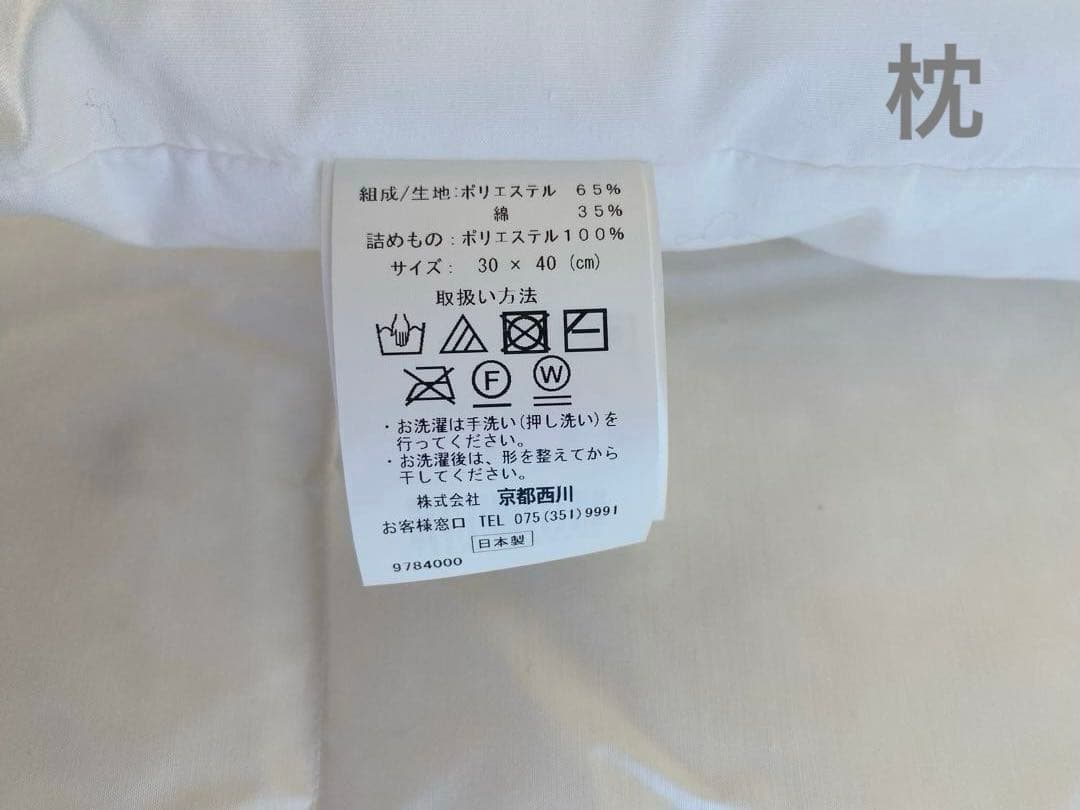 枕
組成/生地:ポリエステル 65%
綿 35%
詰めもの:ポリエステル100%
サイズ: 30 × 40 (cm)
取扱い方法
F W
・お洗濯は手洗い(押し洗い)を
行ってください。
・お洗濯後は、形を整えてから
干してください。
株式会社 京都西川
お客様窓口 TEL 075(351)9991
日本製
9784000